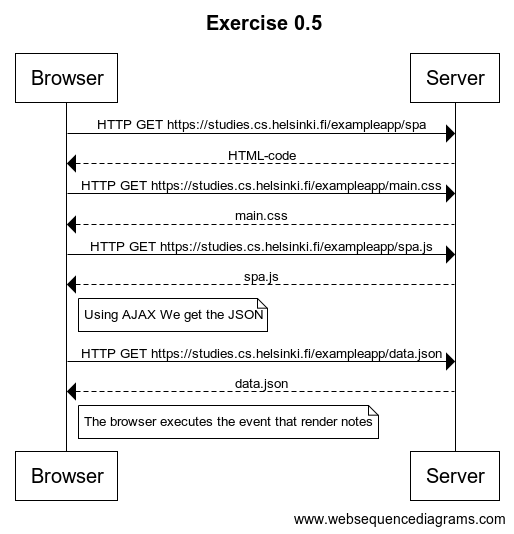 Exercise 0.5
Browser
Server
HTTP GET https://studies.cs.helsinki.fi/exampleapp/spa
HTML-code
HTTP GET https://studies.cs.helsinki.fi/exampleapp/main.css
main.css
HTTP GET https://studies.cs.helsinki.fi/exampleapp/spa.js
spa.js
Using AJAX We get the JSON
HTTP GET https://studies.cs.helsinki.fi/exampleapp/data.json
data.json
The browser executes the event that render notes
Browser
Server
www.websequencediagrams.com